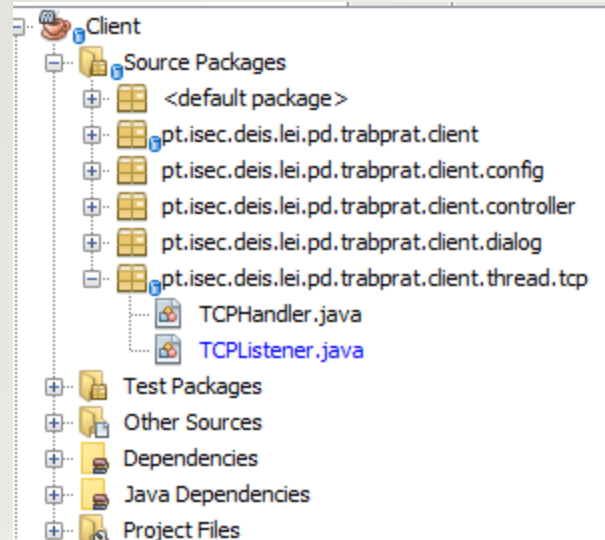 Client
Source Packages
<default package>
pt.isec.deis.lei.pd.trabprat.client
pt.isec.deis.lei.pd.trabprat.client.config
pt.isec.deis.lei.pd.trabprat.client.controller
pt.isec.deis.lei.pd.trabprat.client.dialog
pt.isec.deis.lei.pd.trabprat.client.thread.tcp
TCPHandler.java
TCPListener.java
Test Packages
Other Sources
Dependencies
Java Dependencies
Project Files